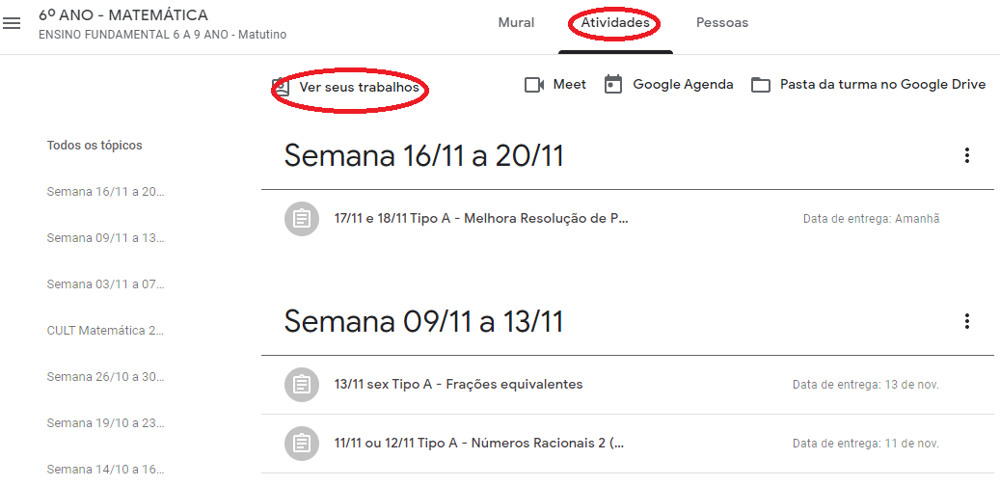 6º ANO - MATEMÁTICA
ENSINO FUNDAMENTAL 6 A 9 ANO - Matutino
Mural
Atividades
Pessoas
Ver seus trabalhos
Meet
Google Agenda
Pasta da turma no Google Drive
Todos os tópicos
Semana 16/11 a 20...
Semana 09/11 a 13...
Semana 03/11 a 07...
CULT Matemática 2...
Semana 26/10 a 30...
Semana 19/10 a 23...
Semana 14/10 a 16...
Semana 16/11 a 20/11
17/11 e 18/11 Tipo A - Melhora Resolução de P...
Data de entrega: Amanhã
Semana 09/11 a 13/11
13/11 sex Tipo A - Frações equivalentes
Data de entrega: 13 de nov.
11/11 ou 12/11 Tipo A - Números Racionais 2 (...
Data de entrega: 11 de nov.